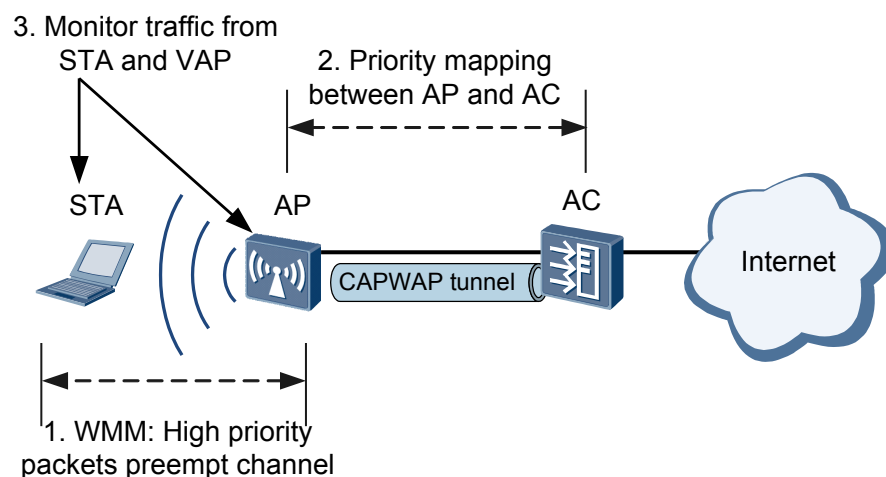 3. Monitor traffic from
STA and VAP
2. Priority mapping
between AP and AC
STA
AP
AC
CAPWAP tunnel
Internet
1. WMM: High priority
packets preempt channel